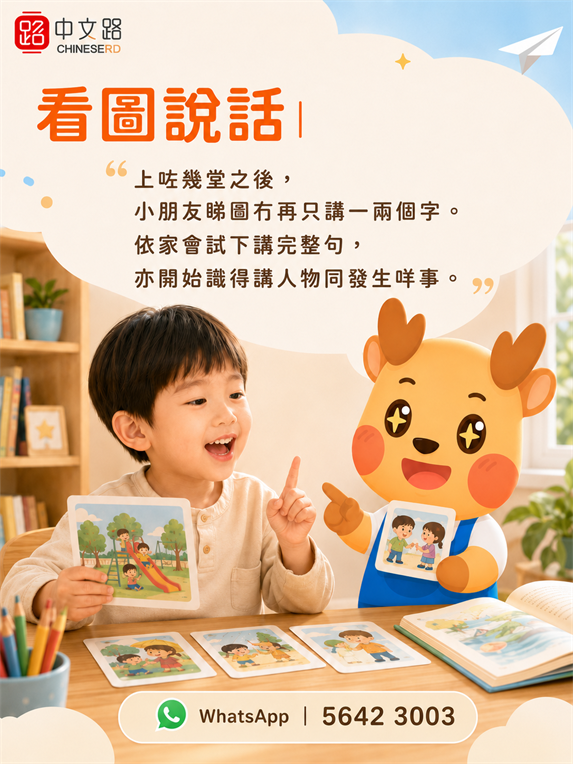 路 中文路
CHINESERD
看圖說話
“ 上咗幾堂之後，
小朋友睇圖冇再只講一兩個字。
依家會試下講完整句，
亦開始識得講人物同發生咩事。 ”
WhatsApp | 5642 3003